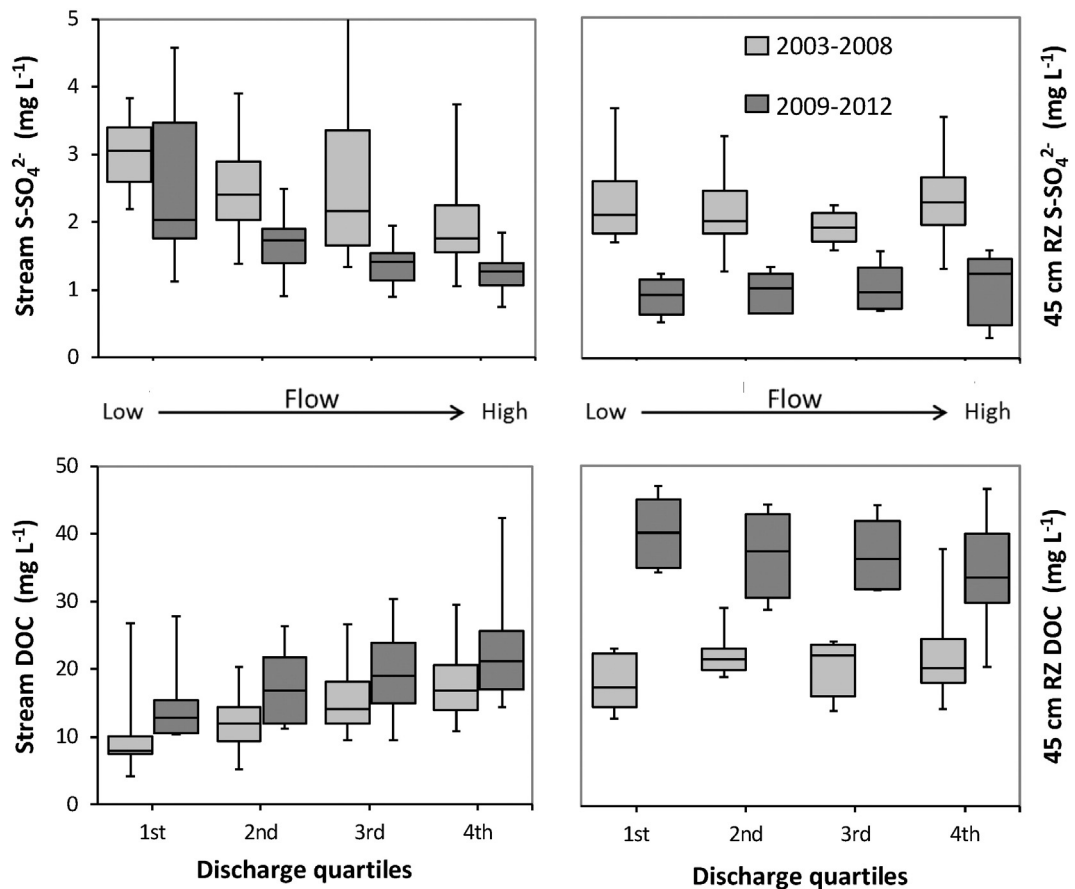 Stream S-SO₄²⁻ (mg L⁻¹)
5
4
3
2
1
0
2003-2008
2009-2012
45 cm RZ S-SO₄²⁻ (mg L⁻¹)
Low Flow High
Low Flow High
Stream DOC (mg L⁻¹)
50
40
30
20
10
0
1st 2nd 3rd 4th
Discharge quartiles
45 cm RZ DOC (mg L⁻¹)
1st 2nd 3rd 4th
Discharge quartiles